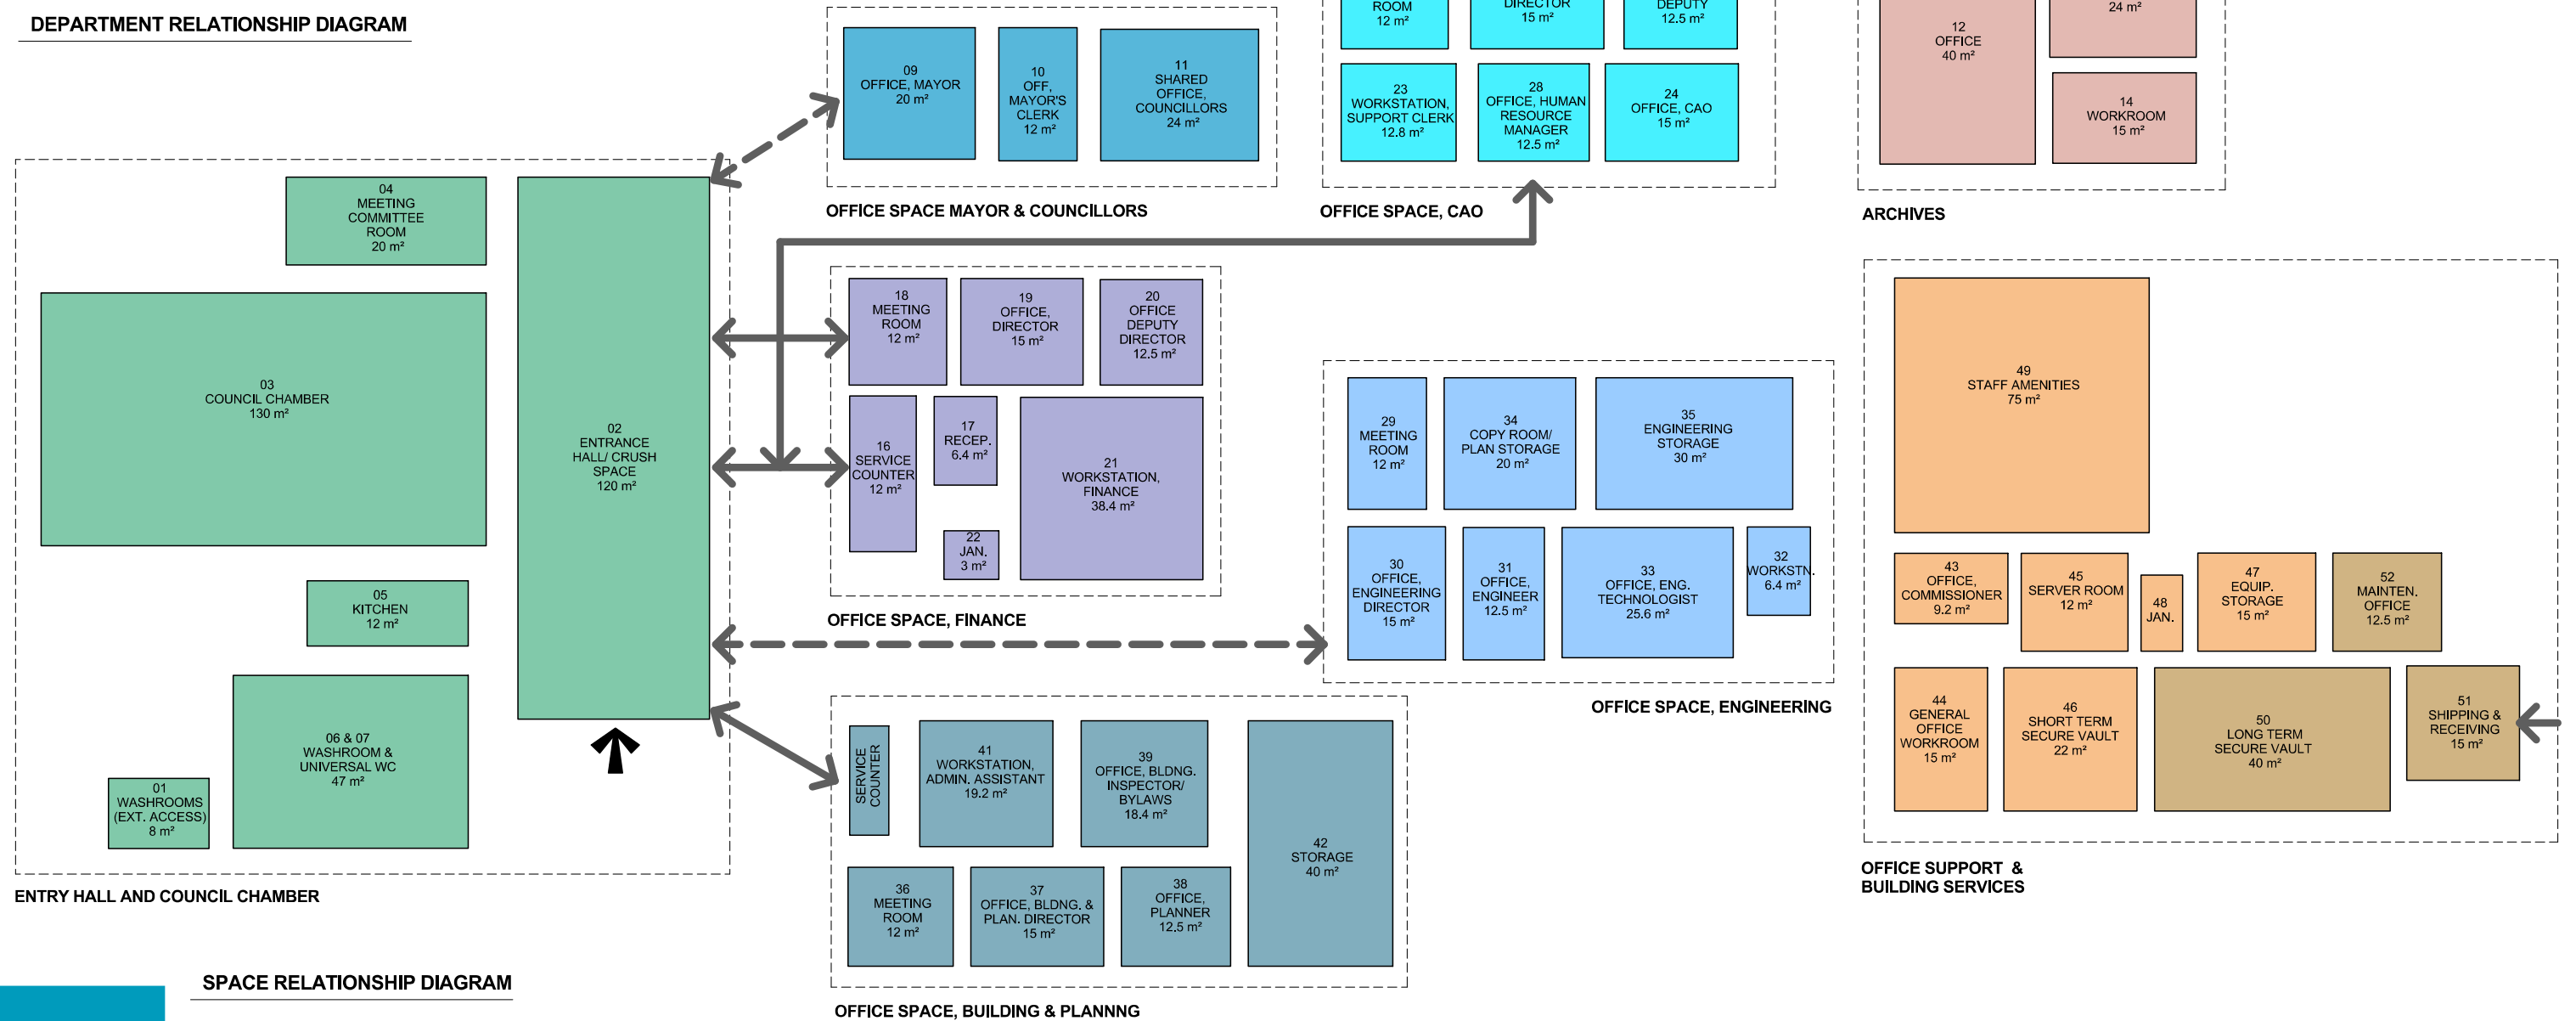 DEPARTMENT RELATIONSHIP DIAGRAM
04
MEETING
COMMITTEE
ROOM
20 m²
03
COUNCIL CHAMBER
130 m²
02
ENTRANCE
HALL/ CRUSH
SPACE
120 m²
05
KITCHEN
12 m²
06 & 07
WASHROOM &
UNIVERSAL WC
47 m²
01
WASHROOMS
(EXT. ACCESS)
8 m²
ENTRY HALL AND COUNCIL CHAMBER
09
OFFICE, MAYOR
20 m²
10
OFF,
MAYOR'S
CLERK
12 m²
11
SHARED
OFFICE,
COUNCILLORS
24 m²
OFFICE SPACE MAYOR & COUNCILLORS
ROOM
12 m²
DIRECTOR
15 m²
DEPUTY
12.5 m²
23
WORKSTATION,
SUPPORT CLERK
12.8 m²
28
OFFICE, HUMAN
RESOURCE
MANAGER
12.5 m²
24
OFFICE, CAO
15 m²
OFFICE SPACE, CAO
12
OFFICE
40 m²
24 m²
14
WORKROOM
15 m²
ARCHIVES
18
MEETING
ROOM
12 m²
19
OFFICE,
DIRECTOR
15 m²
20
OFFICE
DEPUTY
DIRECTOR
12.5 m²
16
SERVICE
COUNTER
12 m²
17
RECEP.
6.4 m²
21
WORKSTATION,
FINANCE
38.4 m²
22
JAN.
3 m²
OFFICE SPACE, FINANCE
29
MEETING
ROOM
12 m²
34
COPY ROOM/
PLAN STORAGE
20 m²
35
ENGINEERING
STORAGE
30 m²
30
OFFICE,
ENGINEERING
DIRECTOR
15 m²
31
OFFICE,
ENGINEER
12.5 m²
33
OFFICE, ENG.
TECHNOLOGIST
25.6 m²
32
WORKSTN.
6.4 m²
OFFICE SPACE, ENGINEERING
49
STAFF AMENITIES
75 m²
43
OFFICE,
COMMISSIONER
9.2 m²
45
SERVER ROOM
12 m²
48
JAN.
47
EQUIP.
STORAGE
15 m²
52
MAINTEN.
OFFICE
12.5 m²
44
GENERAL
OFFICE
WORKROOM
15 m²
46
SHORT TERM
SECURE VAULT
22 m²
50
LONG TERM
SECURE VAULT
40 m²
51
SHIPPING &
RECEIVING
15 m²
OFFICE SUPPORT &
BUILDING SERVICES
SERVICE
COUNTER
41
WORKSTATION,
ADMIN. ASSISTANT
19.2 m²
39
OFFICE, BLDNG.
INSPECTOR/
BYLAWS
18.4 m²
42
STORAGE
40 m²
36
MEETING
ROOM
12 m²
37
OFFICE, BLDNG. &
PLAN. DIRECTOR
15 m²
38
OFFICE,
PLANNER
12.5 m²
OFFICE SPACE, BUILDING & PLANNNG
SPACE RELATIONSHIP DIAGRAM